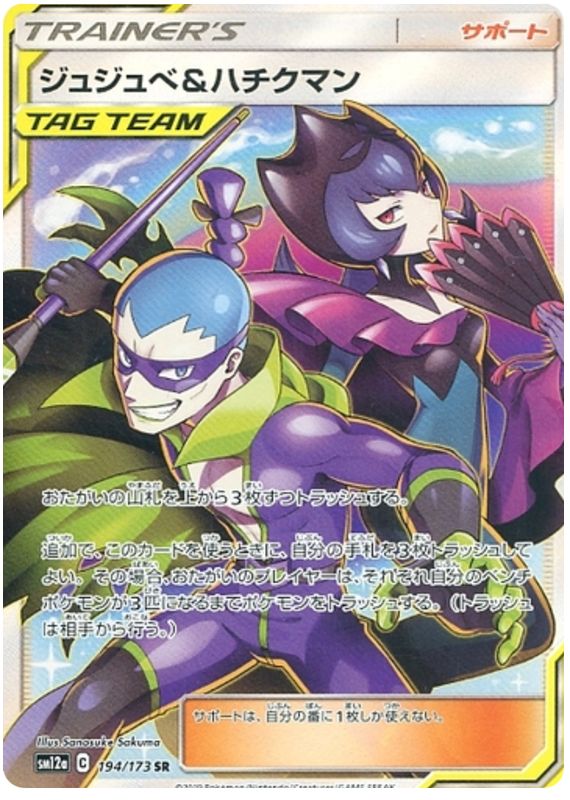 TRAINER'S サポート
ジュジュベ&ハチクマン
TAG TEAM
おたがいの山札を上から3枚ずつトラッシュする。
追加で、このカードを使うときに、自分の手札を3枚トラッシュして
よい。その場合、おたがいのプレイヤーは、それぞれ自分のベンチ
ポケモンが3匹になるまでポケモンをトラッシュする。（トラッシュ
は相手から行う。）
サポートは、自分の番に1枚しか使えない。
Illus. Sanosuke Sakuma
sm12a C 194/173 SR
©2019 Pokémon/Nintendo/Creatures/GAME FREAK.